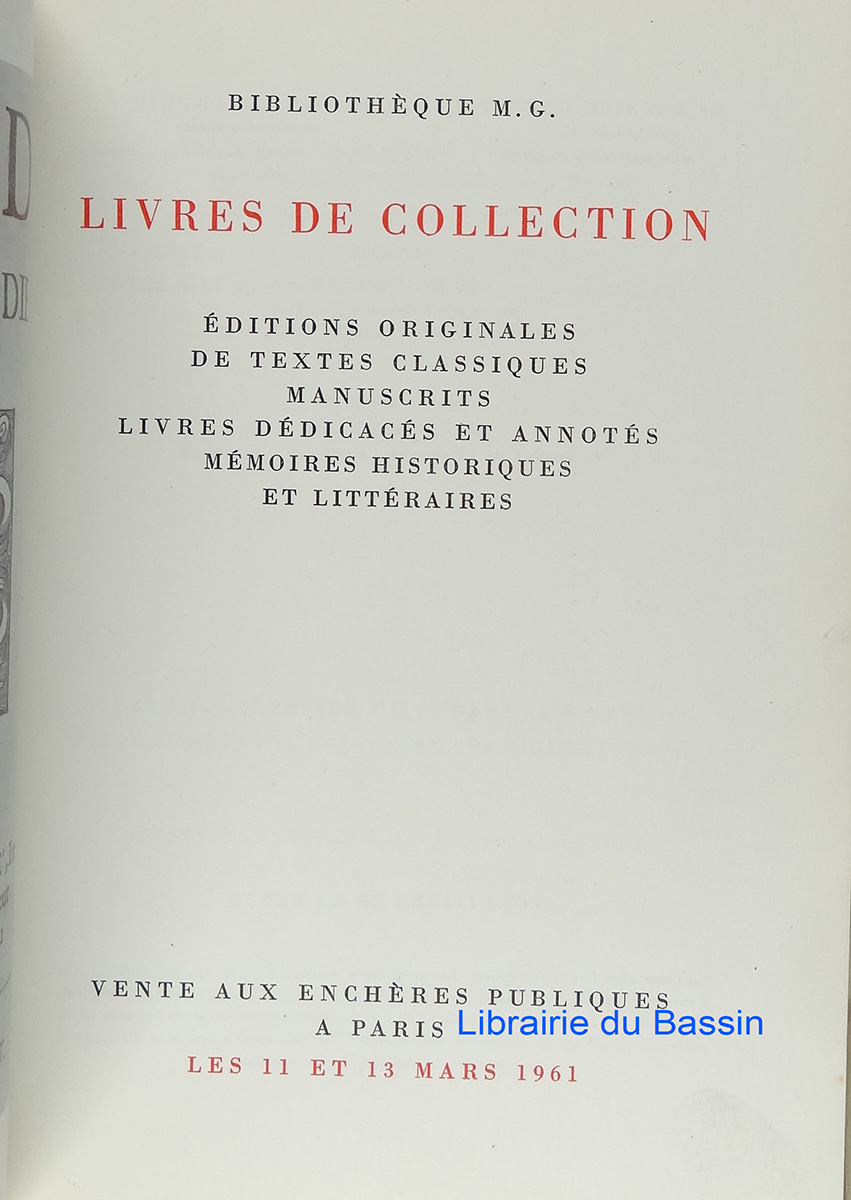 BIBLIOTHÈQUE M. G.
LIVRES DE COLLECTION
ÉDITIONS ORIGINALES
DE TEXTES CLASSIQUES
MANUSCRITS
LIVRES DÉDICACÉS ET ANNOTÉS
MÉMOIRES HISTORIQUES
ET LITTÉRAIRES
VENTE AUX ENCHÈRES PUBLIQUES
A PARIS
Librairie du Bassin
LES 11 ET 13 MARS 1961